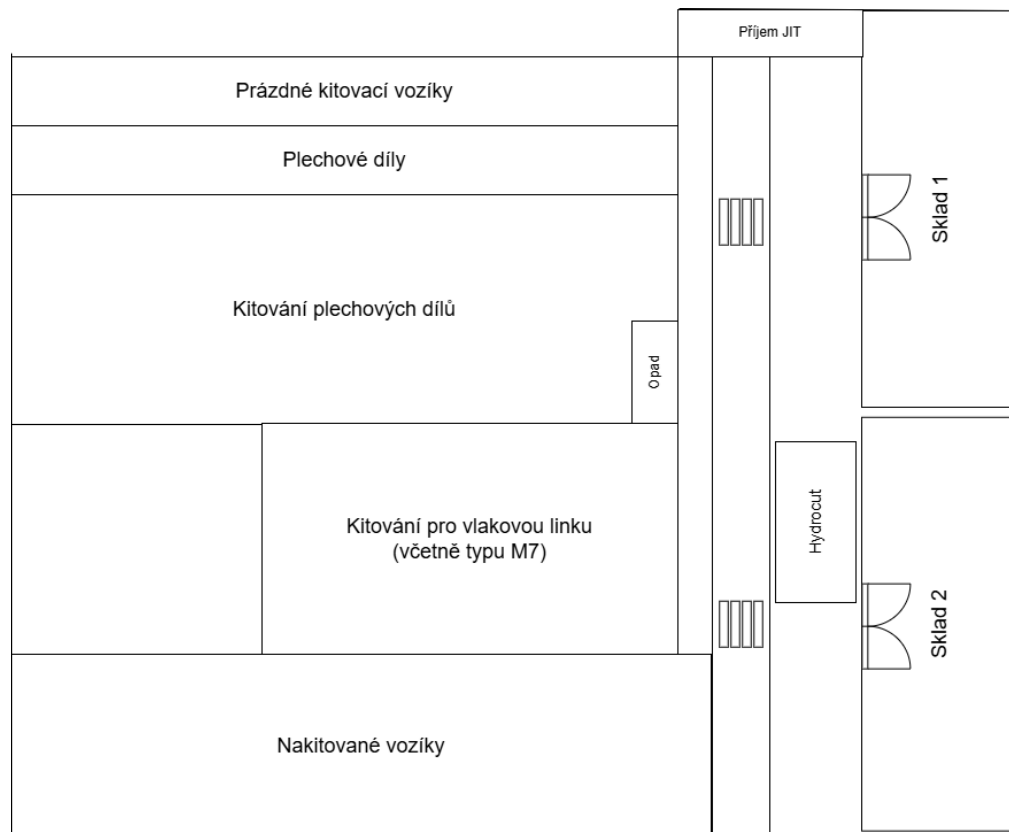 Příjem JIT
Prázdné kitovací vozíky
Plechové díly
Sklad 1
Kitování plechových dílů
Opad
Kitování pro vlakovou linku
(včetně typu M7)
Hydrocut
Sklad 2
Nakitované vozíky